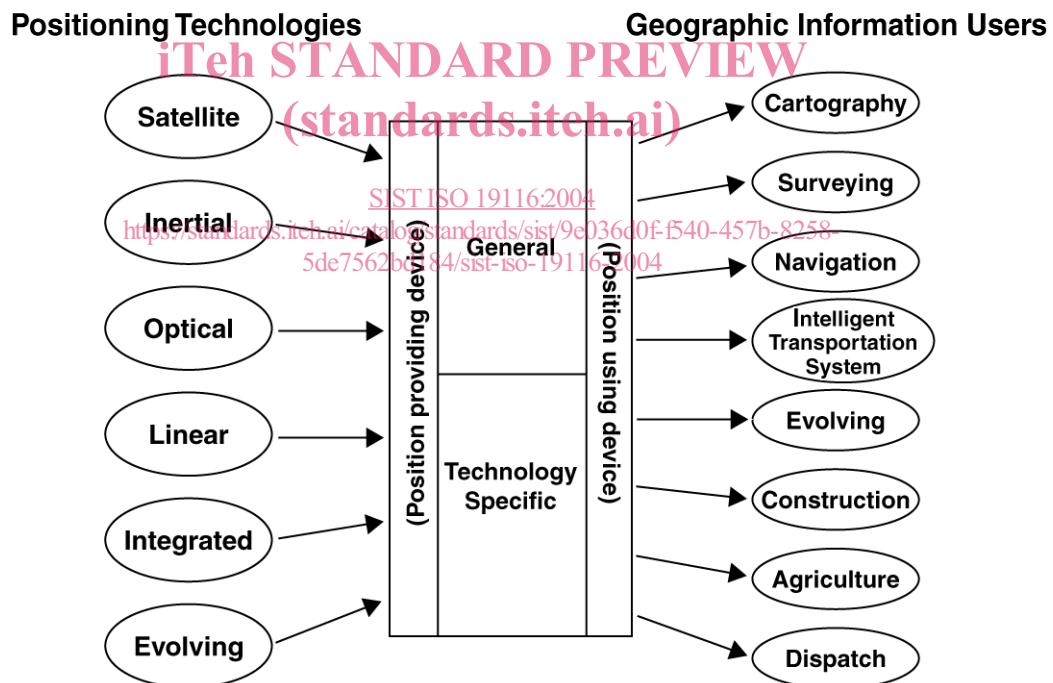 Positioning Technologies
Geographic Information Users
iTeh STANDARD PREVIEW
(standards.iteh.ai)
SIST ISO 19116:2004
https://standards.iteh.ai/catalog/standards/sist/9e036d0f-f540-457b-8258-
5de7562bd184/sist-iso-19116-2004
Satellite
Inertial
Optical
Linear
Integrated
Evolving
(Position providing device)
General
Technology
Specific
(Position using device)
Cartography
Surveying
Navigation
Intelligent
Transportation
System
Evolving
Construction
Agriculture
Dispatch